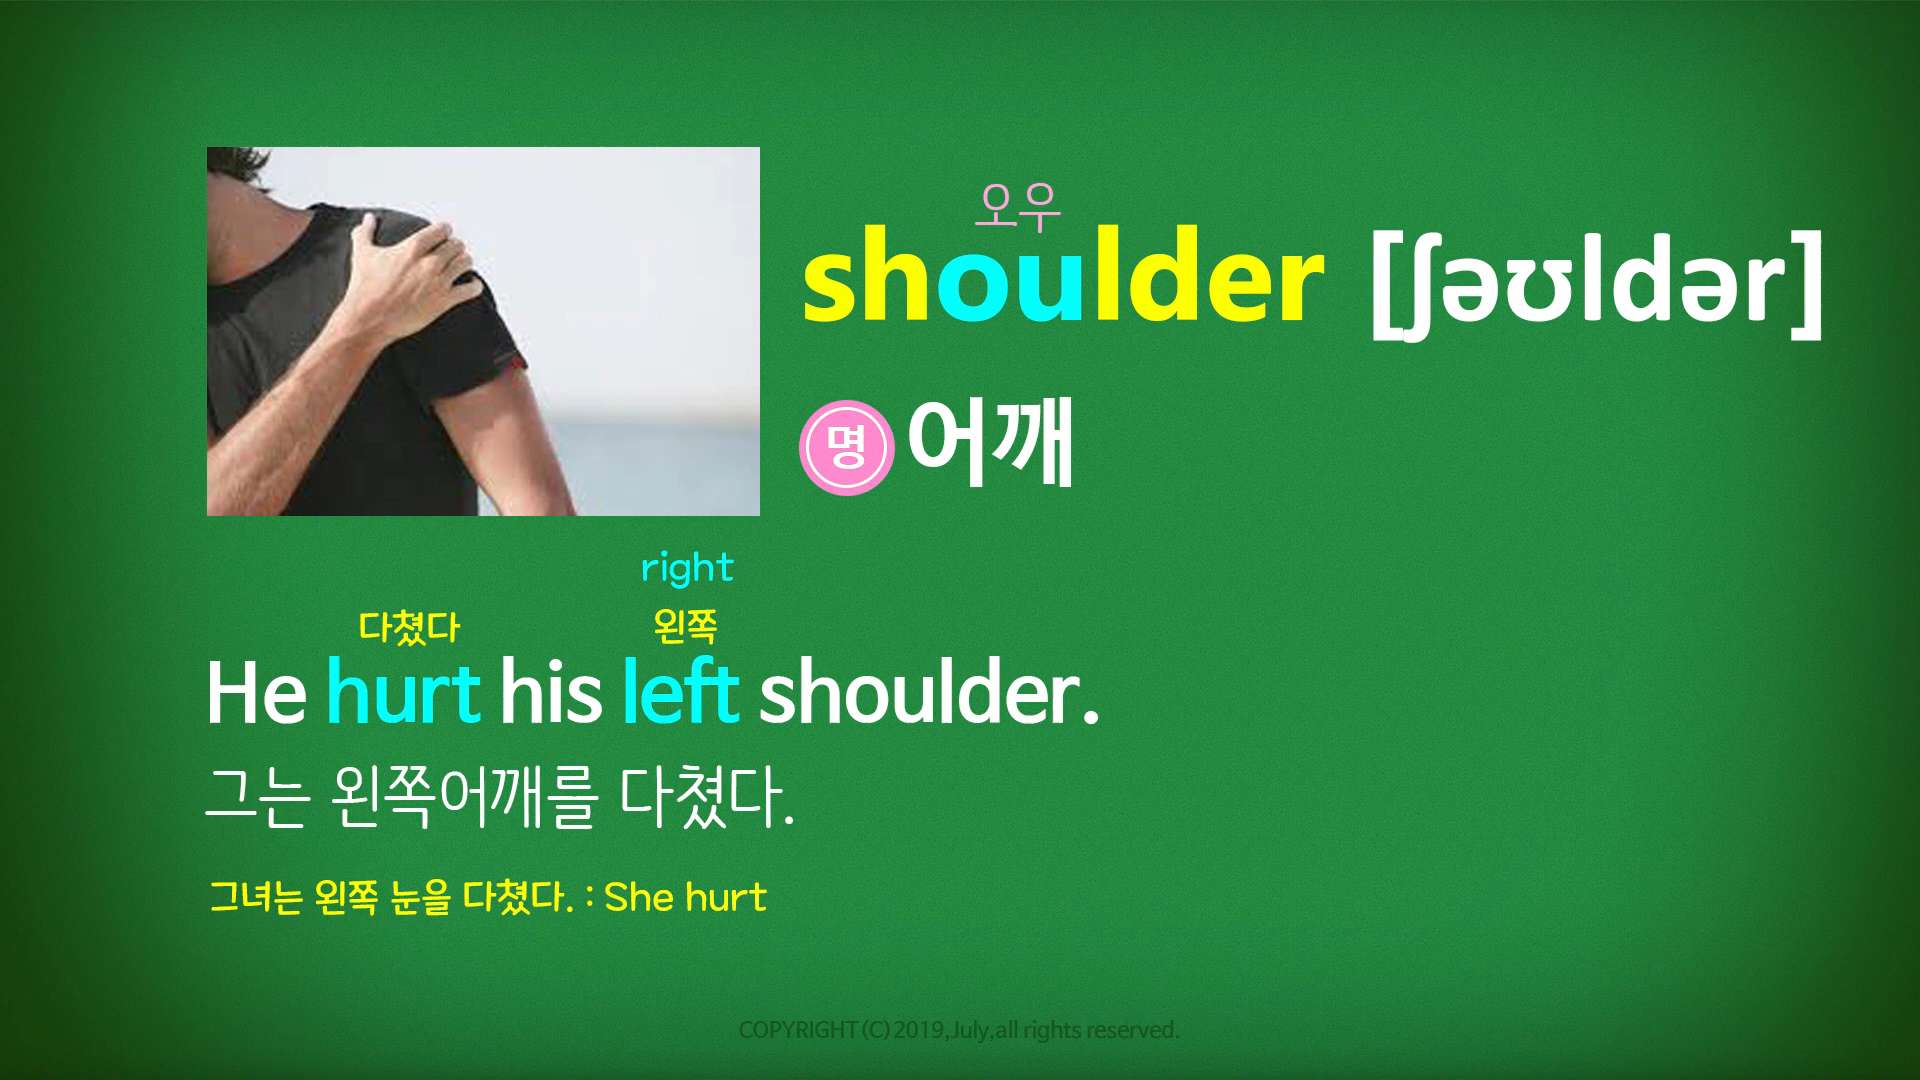 오우
shoulder [ʃəʊldər]
명 어깨
right
다쳤다 왼쪽
He hurt his left shoulder.
그는 왼쪽어깨를 다쳤다.
그녀는 왼쪽 눈을 다쳤다. : She hurt
COPYRIGHT (C) 2019,July,all rights reserved.